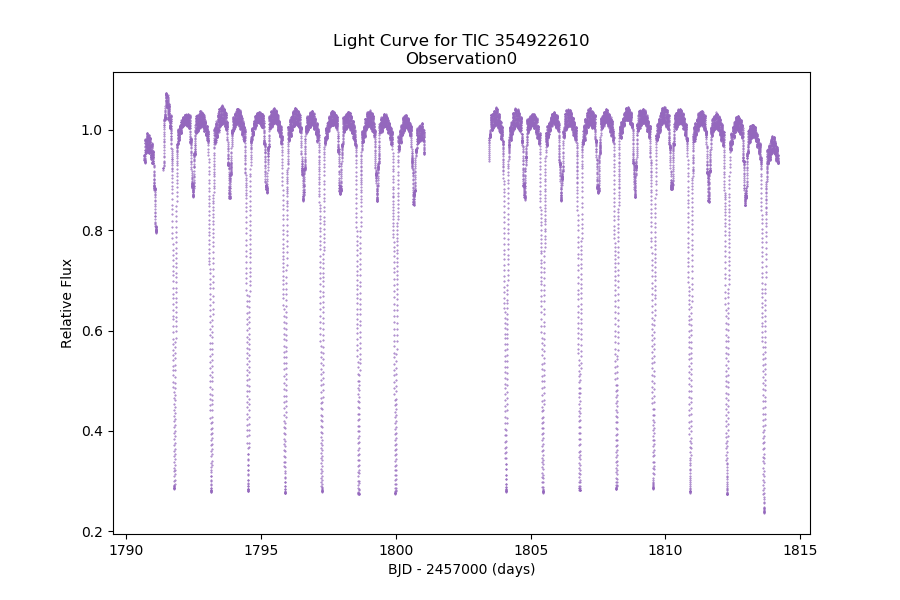 Light Curve for TIC 354922610
Observation0
Relative Flux
1.0
0.8
0.6
0.4
0.2
1790
1795
1800
1805
1810
1815
BJD - 2457000 (days)